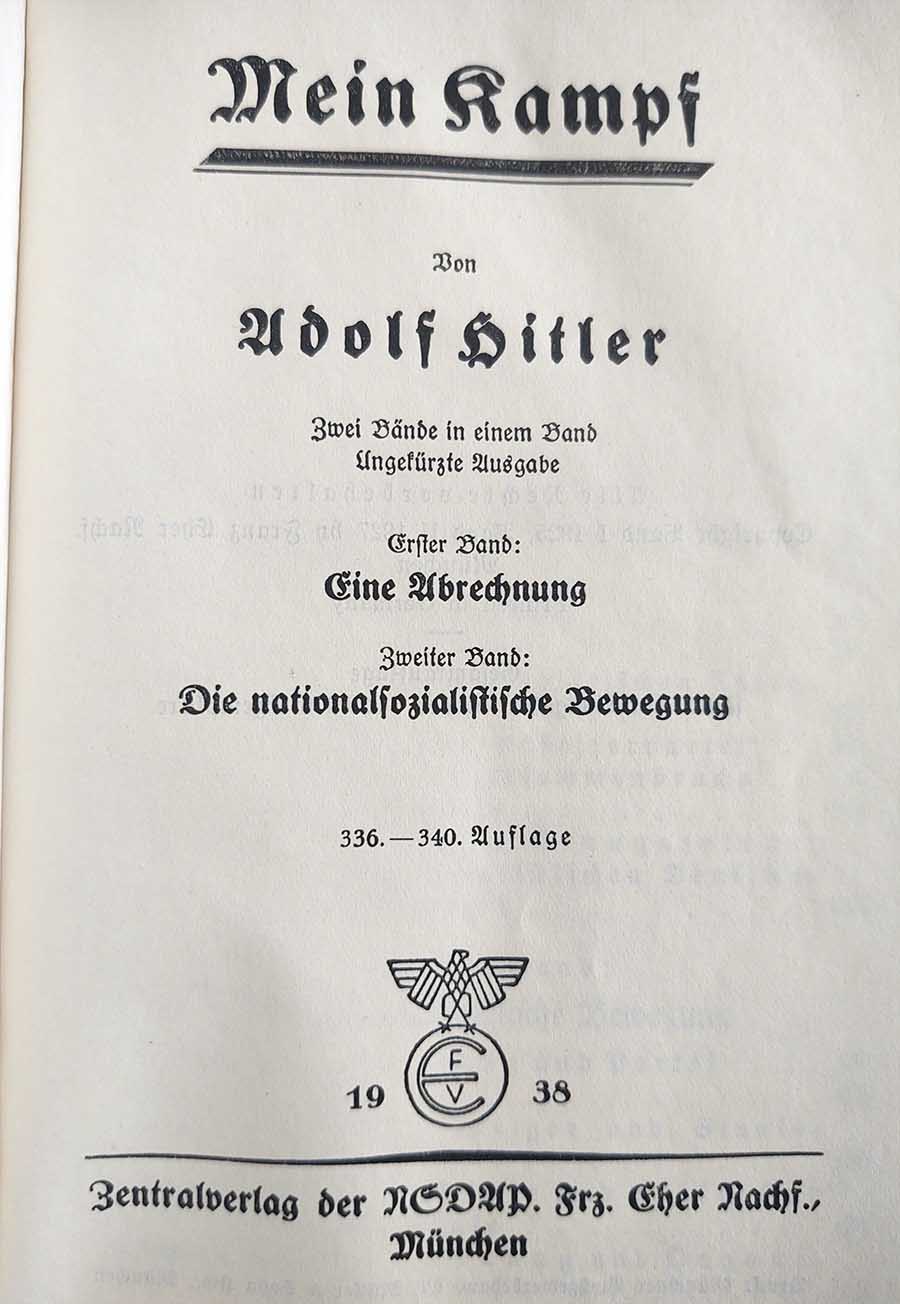 Mein Kampf
Von
Adolf Hitler
Zwei Bände in einem Band
Ungekürzte Ausgabe
Erster Band:
Eine Abrechnung
Zweiter Band:
Die nationalsozialistische Bewegung
336.—340. Auflage
F
E
V
19 38
Zentralverlag der NSDAP. Frz. Eher Nachf.,
München